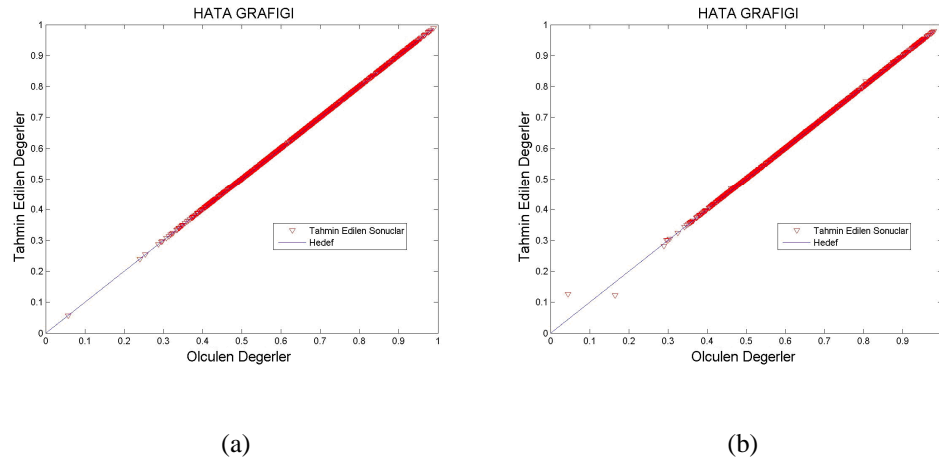 HATA GRAFIGI
1
0.9
0.8
0.7
0.6
0.5
0.4
0.3
0.2
0.1
0
Tahmin Edilen Degerler
Tahmin Edilen Sonuclar
Hedef
0 0.1 0.2 0.3 0.4 0.5 0.6 0.7 0.8 0.9 1
Olculen Degerler
(a)
HATA GRAFIGI
1
0.9
0.8
0.7
0.6
0.5
0.4
0.3
0.2
0.1
0
Tahmin Edilen Degerler
Tahmin Edilen Sonuclar
Hedef
0 0.1 0.2 0.3 0.4 0.5 0.6 0.7 0.8 0.9
Olculen Degerler
(b)